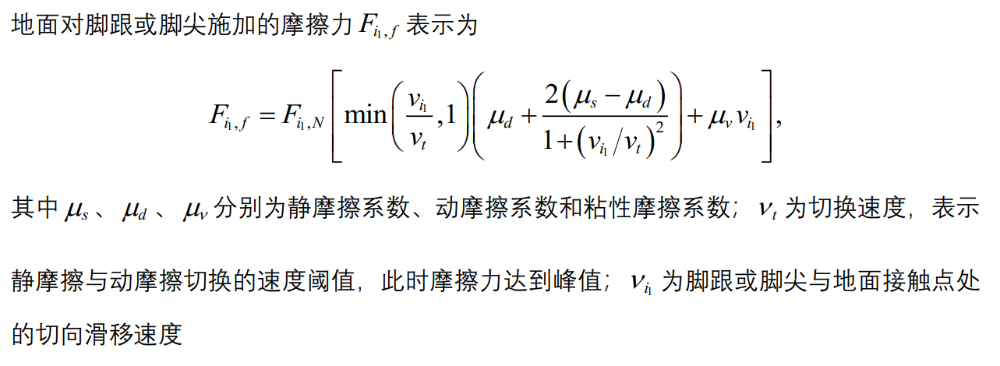 地面对脚跟或脚尖施加的摩擦力 $F_{i_1,f}$ 表示为
$$F_{i_1,f} = F_{i_1,N}\left[\min\left(\frac{v_{i_1}}{v_t},1\right)\left(\mu_d + \frac{2(\mu_s - \mu_d)}{1+\left(v_{i_1}/v_t\right)^2}\right) + \mu_v v_{i_1}\right],$$
其中 $\mu_s$、$\mu_d$、$\mu_v$ 分别为静摩擦系数、动摩擦系数和粘性摩擦系数；$v_t$ 为切换速度，表示
静摩擦与动摩擦切换的速度阈值，此时摩擦力达到峰值；$v_{i_1}$ 为脚跟或脚尖与地面接触点处
的切向滑移速度